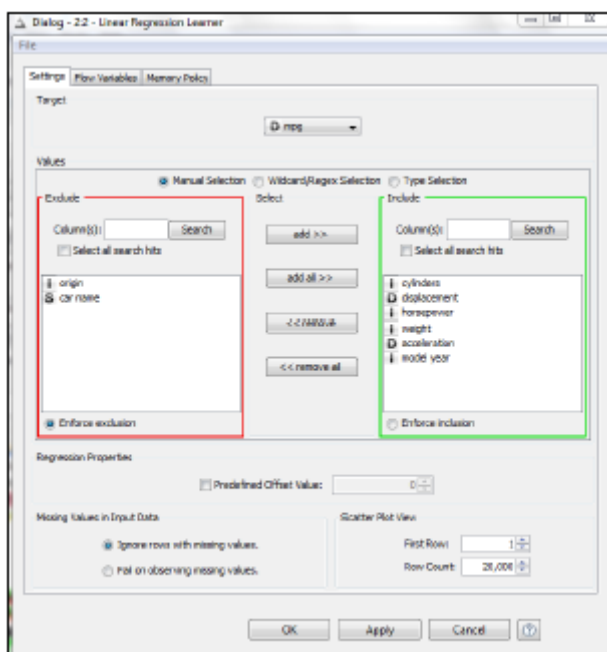 Dialog - 2:2 - Linear Regression Learner
File
Settings Flow Variables Memory Policy
Target
D mpg
Values
Manual Selection Wildcard/Regex Selection Type Selection
Exclude Select Include
Column(s): Search add >> Column(s): Search
Select all search hits Select all search hits
add all >>
I origin I cylinders
S car name D displacement
I horsepower
<< remove I weight
D acceleration
<< remove all I model year
Enforce exclusion Enforce inclusion
Regression Properties
Predefined Offset Value: 0
Missing Values in Input Data Scatter Plot View
Ignore rows with missing values. First Row: 1
Fail on observing missing values. Row Count: 20,000
OK Apply Cancel ?